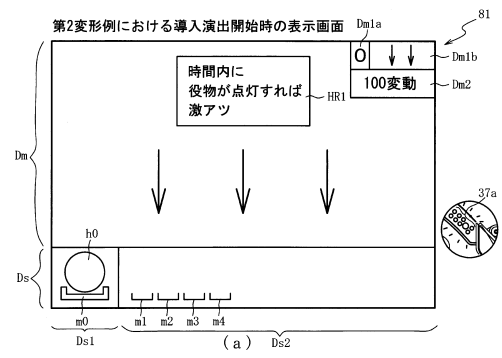 第2変形例における導入演出開始時の表示画面
81
Dm1a
0
Dm1b
時間内に
役物が点灯すれば
激アツ
HR1
100変動
Dm2
Dm
37a
h0
Ds
m0
m1
m2
m3
m4
Ds1
Ds2
(a)